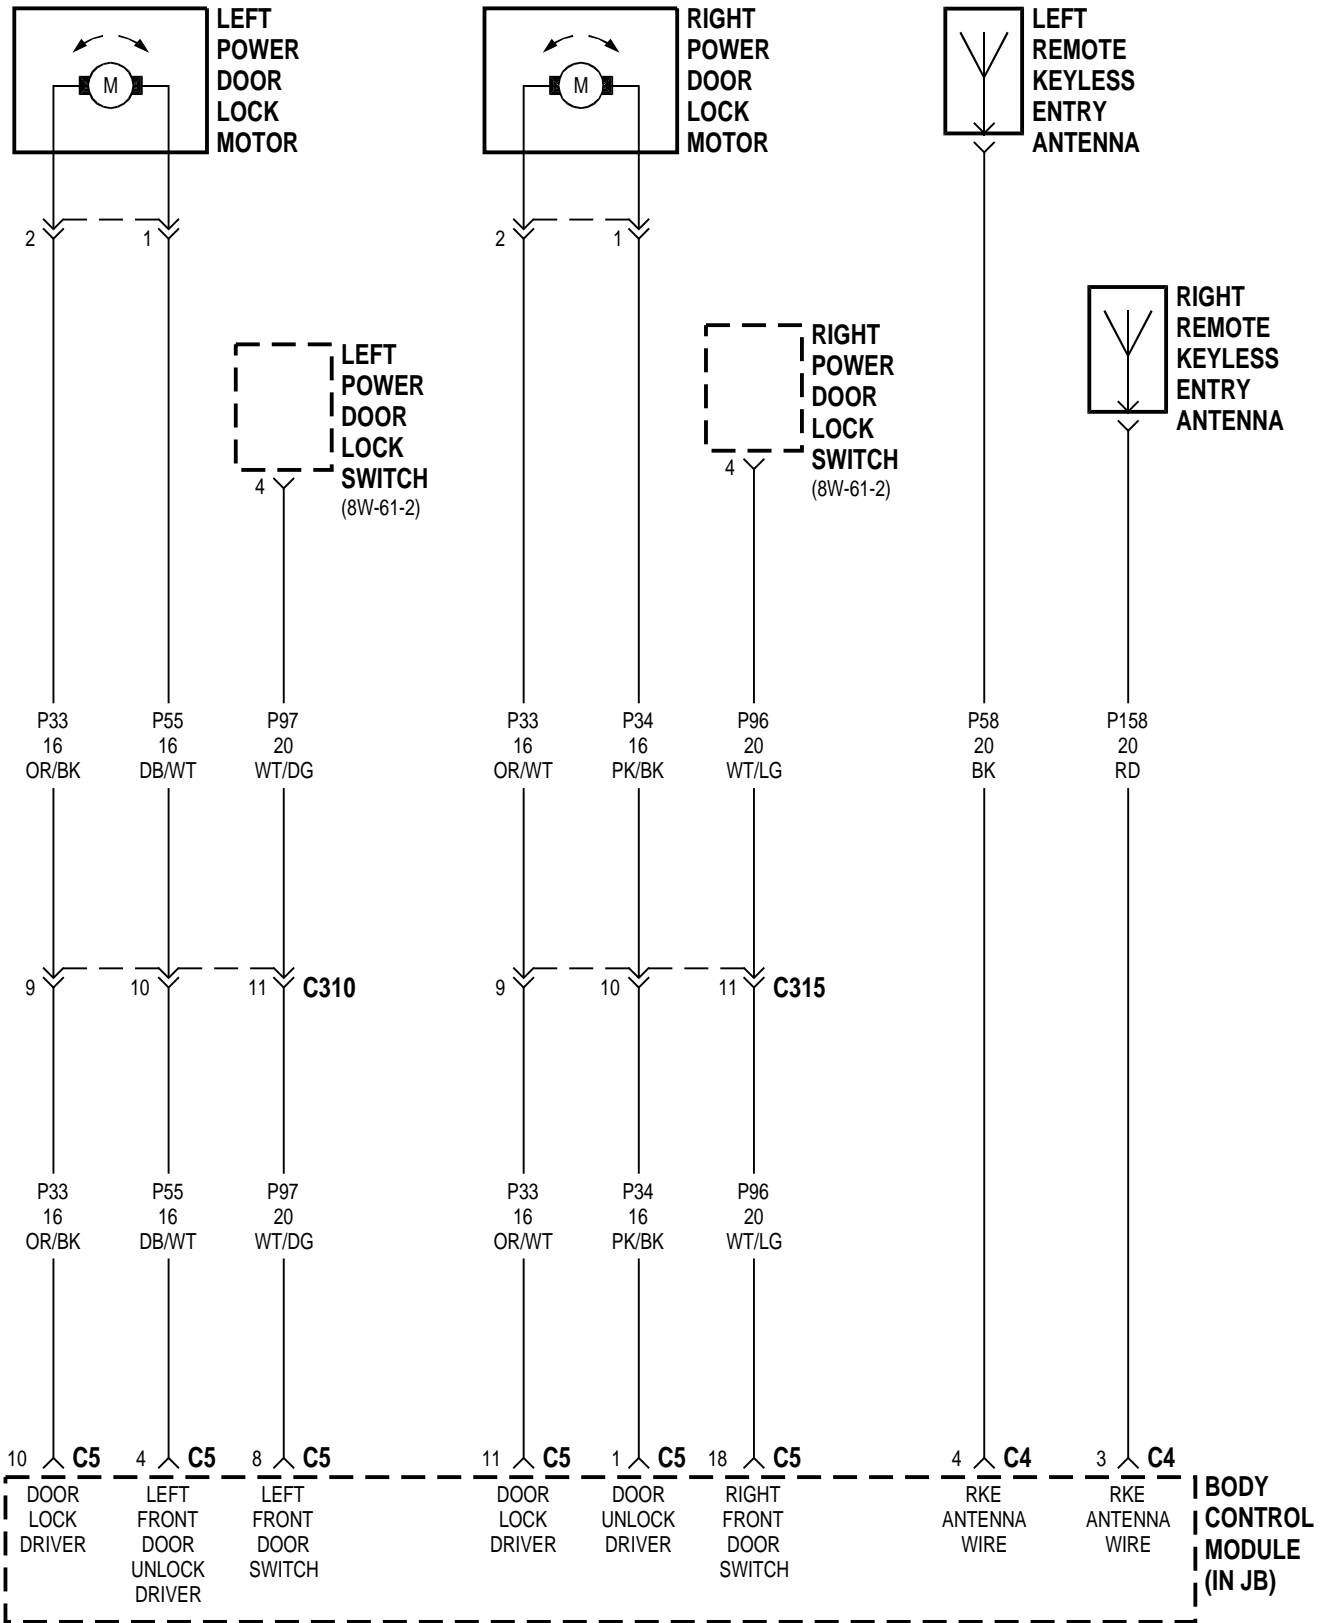 LEFT
POWER
DOOR
LOCK
MOTOR
M
2
1
RIGHT
POWER
DOOR
LOCK
MOTOR
M
2
1
LEFT
REMOTE
KEYLESS
ENTRY
ANTENNA
RIGHT
REMOTE
KEYLESS
ENTRY
ANTENNA
LEFT
POWER
DOOR
LOCK
SWITCH
(8W-61-2)
4
RIGHT
POWER
DOOR
LOCK
SWITCH
(8W-61-2)
4
P33
16
OR/BK
P55
16
DB/WT
P97
20
WT/DG
P33
16
OR/WT
P34
16
PK/BK
P96
20
WT/LG
P58
20
BK
P158
20
RD
9
10
11
C310
9
10
11
C315
P33
16
OR/BK
P55
16
DB/WT
P97
20
WT/DG
P33
16
OR/WT
P34
16
PK/BK
P96
20
WT/LG
10 C5
4 C5
8 C5
11 C5
1 C5
18 C5
4 C4
3 C4
DOOR
LOCK
DRIVER
LEFT
FRONT
DOOR
UNLOCK
DRIVER
LEFT
FRONT
DOOR
SWITCH
DOOR
LOCK
DRIVER
DOOR
UNLOCK
DRIVER
RIGHT
FRONT
DOOR
SWITCH
RKE
ANTENNA
WIRE
RKE
ANTENNA
WIRE
BODY
CONTROL
MODULE
(IN JB)